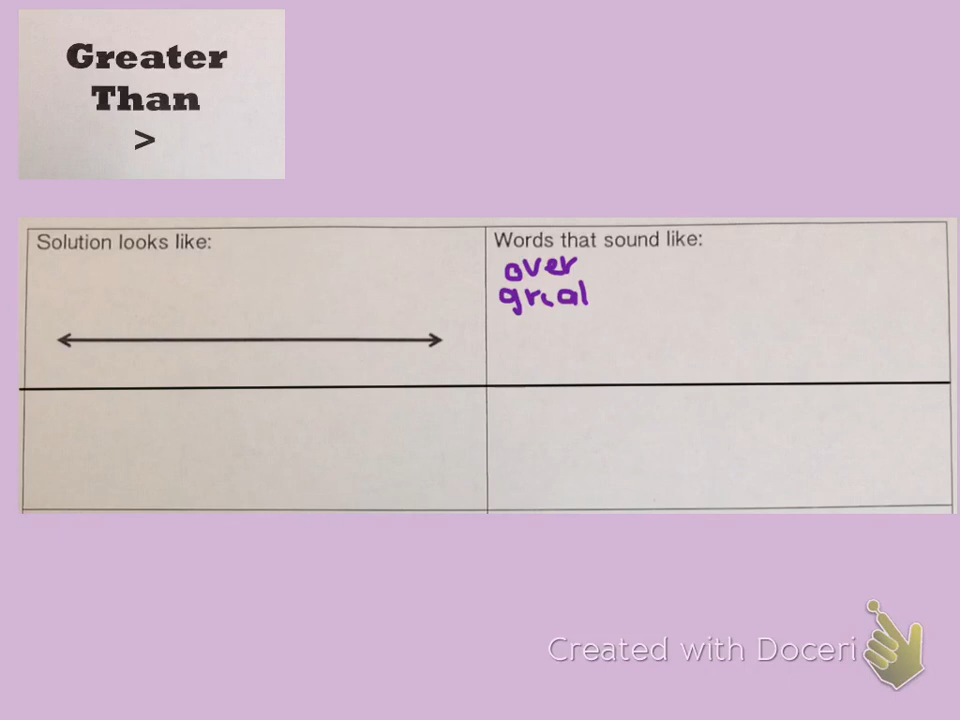 Greater
Than
>
Solution looks like:
Words that sound like:
over
Created with Doceri